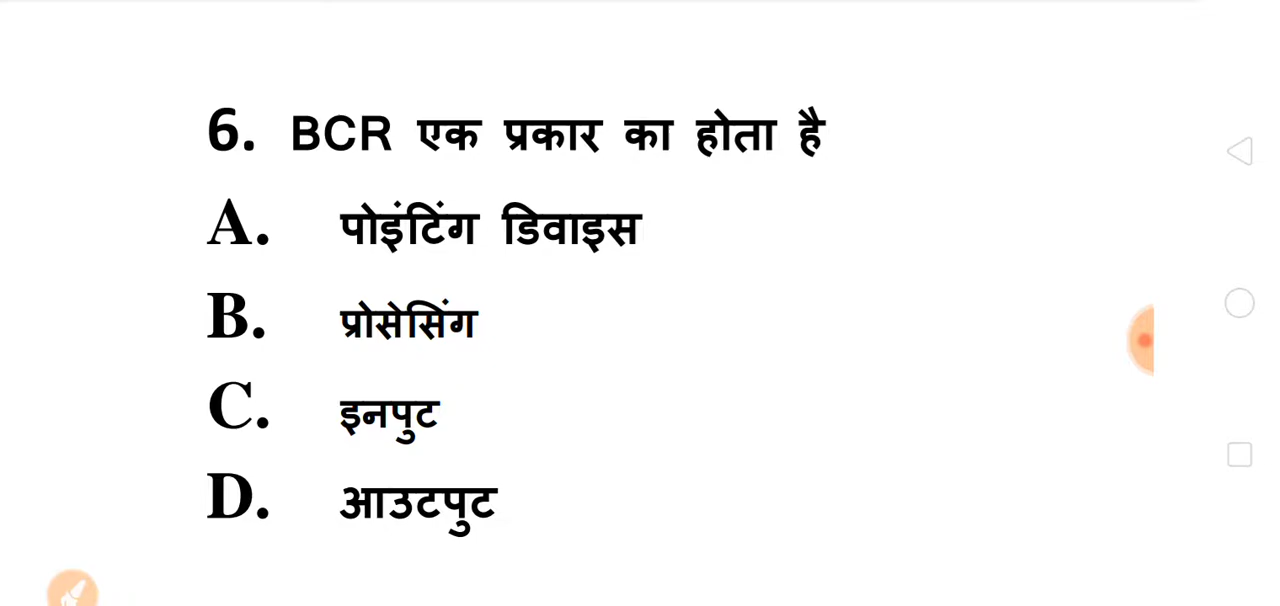 6. BCR एक प्रकार का होता है
A. पोइंटिंग डिवाइस
B. प्रोसेसिंग
C. इनपुट
D. आउटपुट